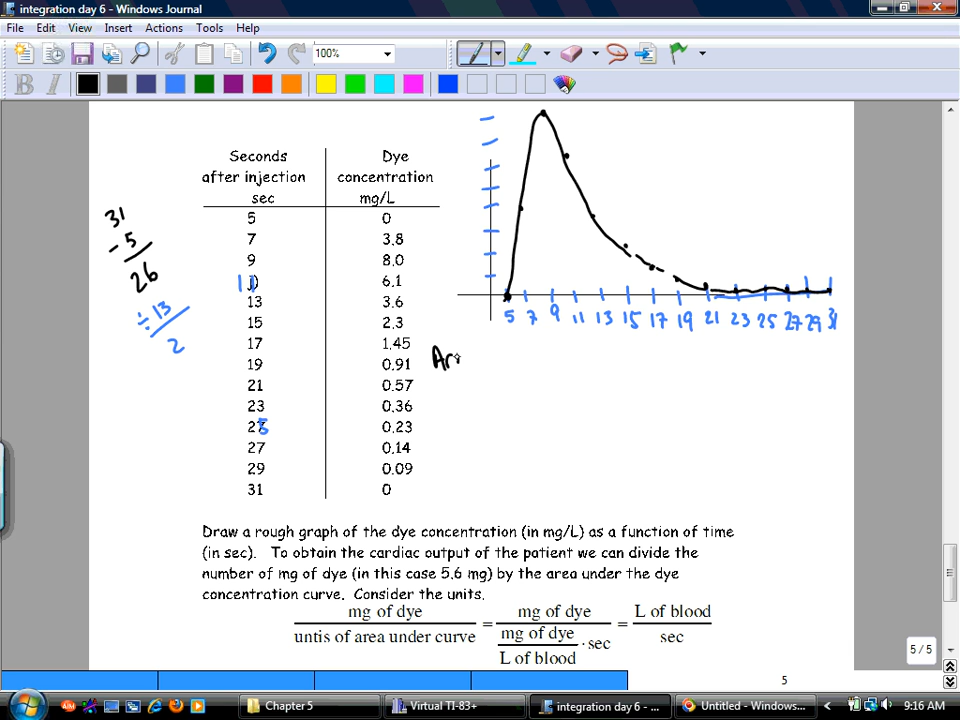 integration day 6 - Windows Journal
File Edit View Insert Actions Tools Help
100%
B I
Seconds Dye
after injection concentration
sec mg/L
5 0
7 3.8
9 8.0
11 6.1
13 3.6
15 2.3
17 1.45
19 0.91
21 0.57
23 0.36
25 0.23
27 0.14
29 0.09
31 0
31
- 5
26
÷ 13
2
5 7 9 11 13 15 17 19 21 23 25 27 29 31
Ar
Draw a rough graph of the dye concentration (in mg/L) as a function of time
(in sec). To obtain the cardiac output of the patient we can divide the
number of mg of dye (in this case 5.6 mg) by the area under the dye
concentration curve. Consider the units.
mg of dye / untis of area under curve = mg of dye / (mg of dye / L of blood · sec) = L of blood / sec
5
5 / 5
Chapter 5 Virtual TI-83+ integration day 6 - ... Untitled - Windows... 9:16 AM